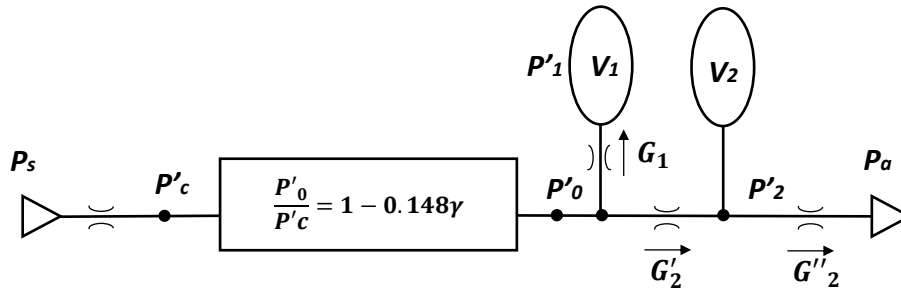 P'₁
V₁
V₂
G₁
Pₛ
P'c
P'₀/P'c = 1 − 0.148γ
P'₀
P'₂
Pₐ
G'₂
G''₂